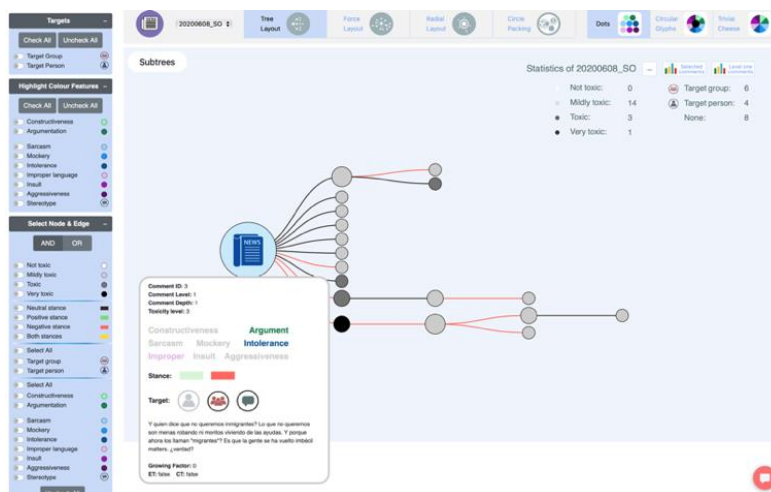 Targets
Check All Uncheck All
Target Group
Target Person
Highlight Colour Features
Check All Uncheck All
Constructiveness
Argumentation
Sarcasm
Mockery
Intolerance
Improper language
Insult
Aggressiveness
Stereotype
Select Node & Edge
AND OR
Not toxic
Mildly toxic
Toxic
Very toxic
Neutral stance
Positive stance
Negative stance
Both stances
Select All
Target group
Target person
Select All
Constructiveness
Argumentation
Sarcasm
Mockery
Intolerance
Improper language
Insult
Aggressiveness
Stereotype
20200608_SO
Tree Layout
Force Layout
Radial Layout
Circle Packing
Dots
Circular Glyphs
Trivial Cheese
Subtrees
Statistics of 20200608_SO
Selected comments
Level one comments
Not toxic: 0
Mildly toxic: 14
Toxic: 3
Very toxic: 1
Target group: 6
Target person: 4
None: 8
NEWS
Comment ID: 3
Comment Level: 1
Comment Depth: 1
Toxicity level: 3
Constructiveness Argument
Sarcasm Mockery Intolerance
Improper Insult Aggressiveness
Stance:
Target:
Y quien dice que no queremos inmigrantes? Lo que no queremos
son menas robando ni moritos viviendo de las ayudas. Y porque
ahora los llaman "migrantes"? Es que la gente se ha vuelto imbécil
maters. ¿verdad?
Growing Factor: 0
ET: false CT: false